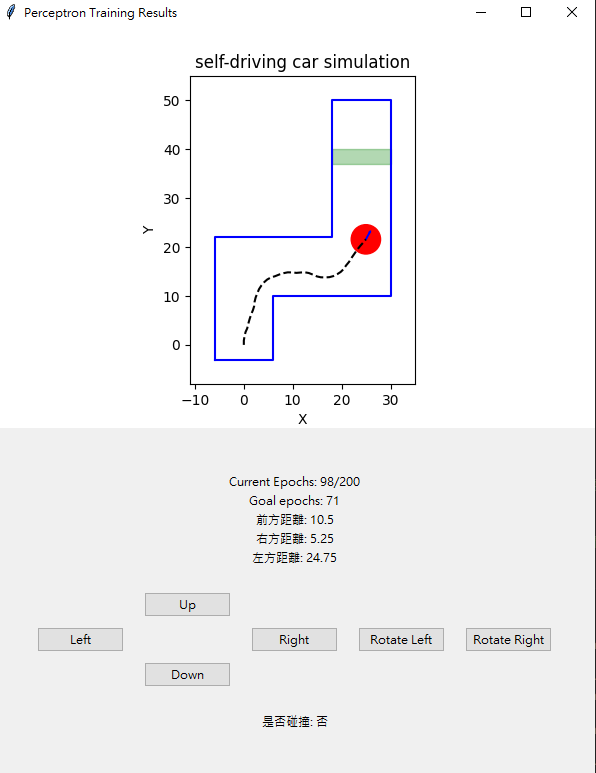 Perceptron Training Results
self-driving car simulation
50
40
30
20
10
0
Y
−10 0 10 20 30
X
Current Epochs: 98/200
Goal epochs: 71
前方距離: 10.5
右方距離: 5.25
左方距離: 24.75
Up
Left Right Rotate Left Rotate Right
Down
是否碰撞: 否